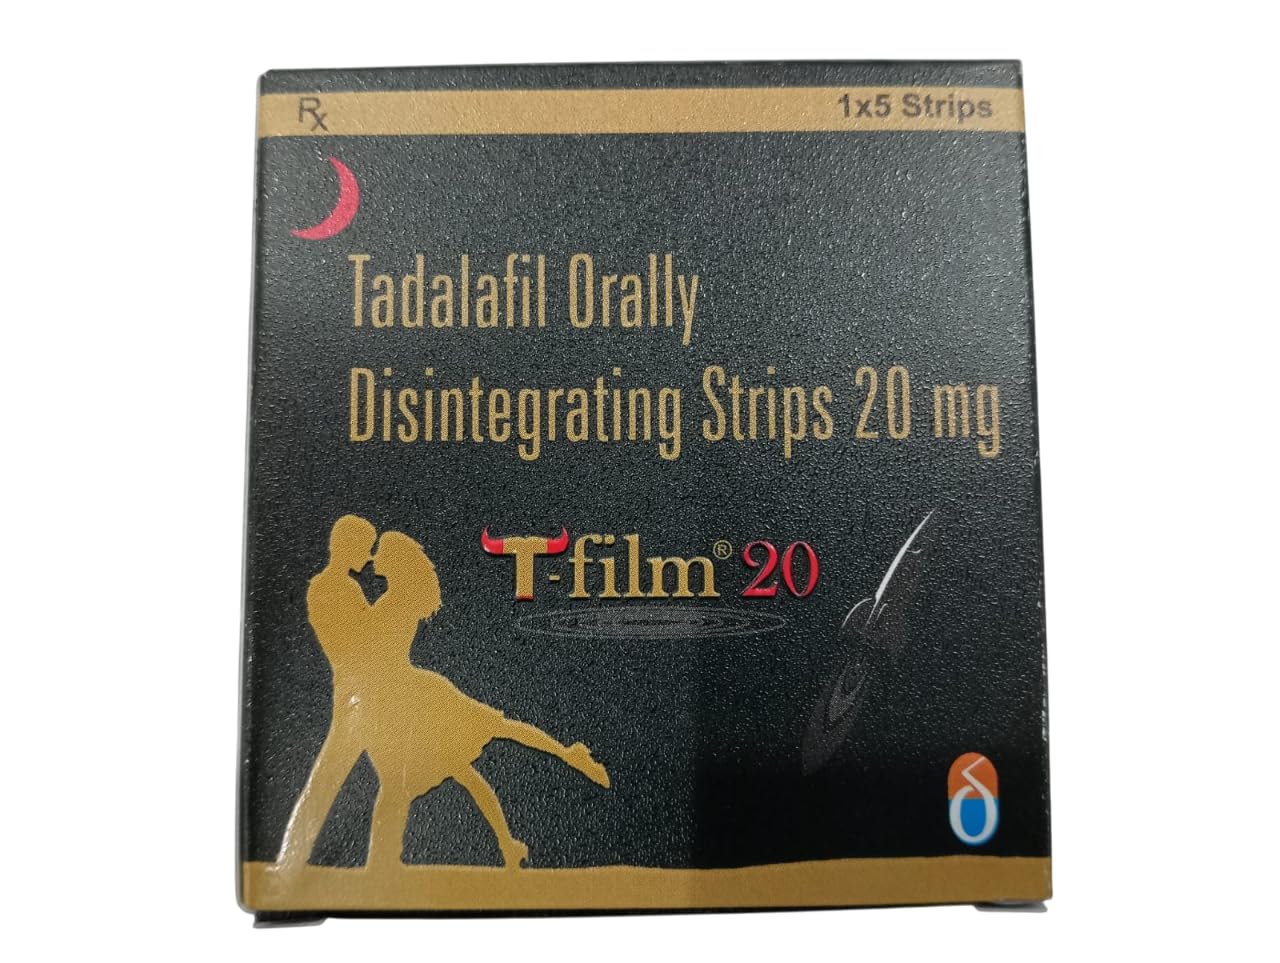 Rx
1x5 Strips
Tadalafil Orally
Disintegrating Strips 20 mg
T-film® 20